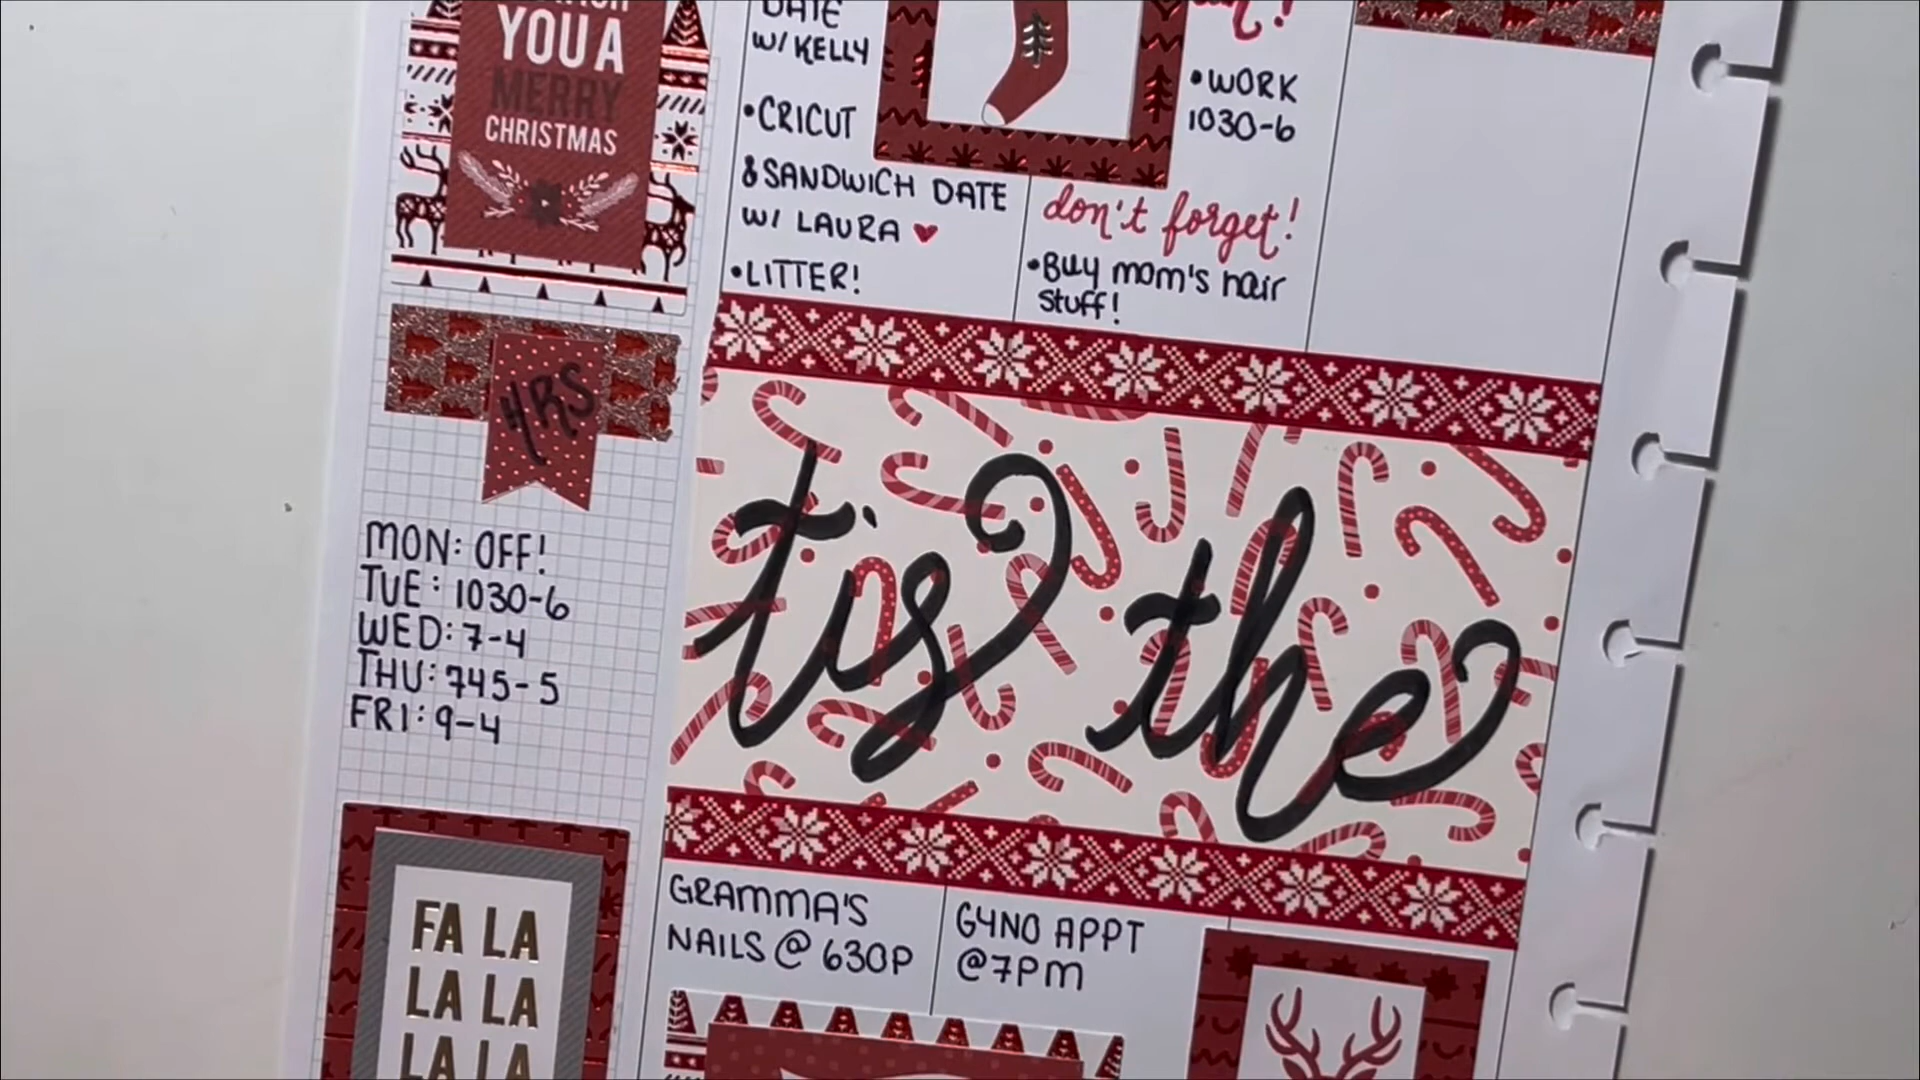 YOU A
MERRY
CHRISTMAS
HRS
MON: OFF!
TUE: 1030-6
WED: 7-4
THU: 745-5
FRI: 9-4
FA LA
LA LA
LA LA
DATE
W/ KELLY
•CRICUT
&SANDWICH DATE
W/ LAURA ♥
•LITTER!
•WORK
1030-6
don't forget!
•Buy mom's hair
stuff!
'tis the
GRAMMA'S
NAILS @ 630P
GYNO APPT
@7PM